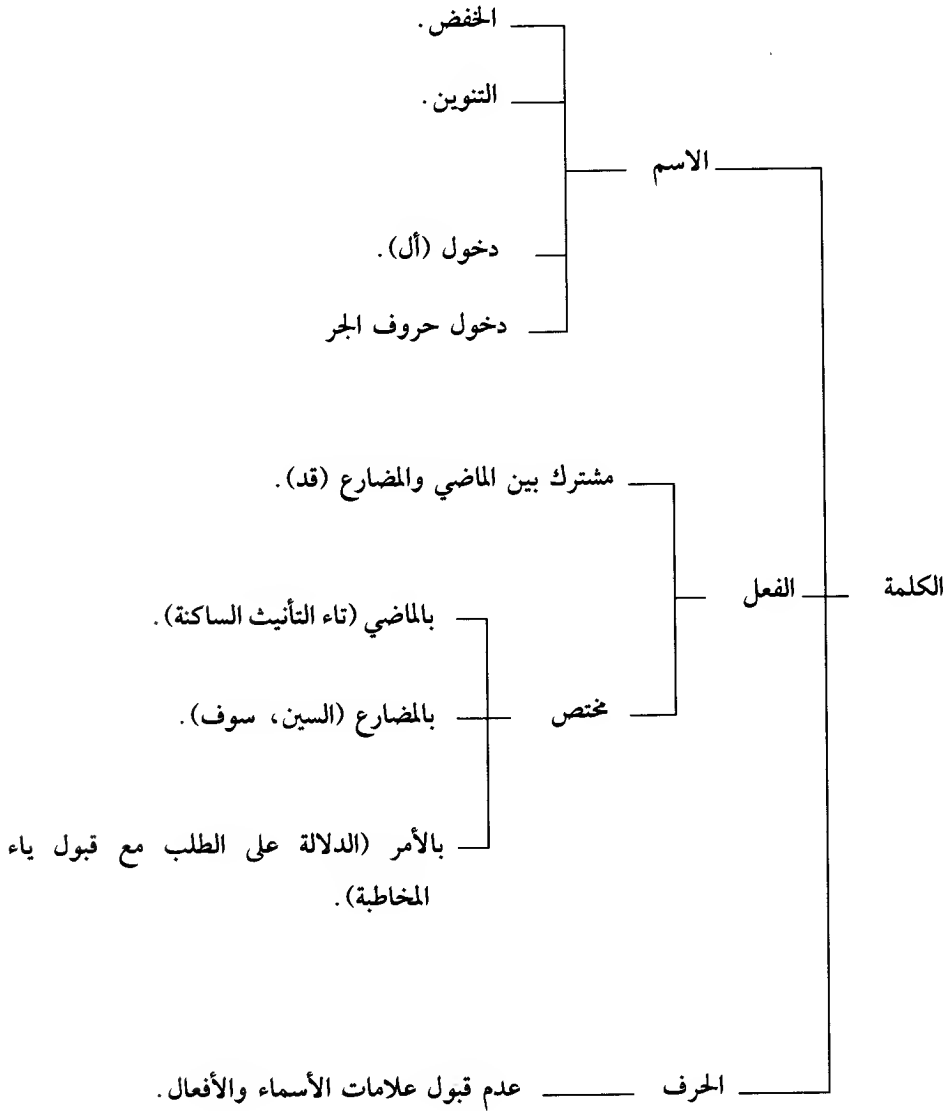 الخفض.
التنوين.
الاسم
دخول (أل).
دخول حروف الجر
مشترك بين الماضي والمضارع (قد).
الكلمة
الفعل
بالماضي (تاء التأنيث الساكنة).
مختص
بالمضارع (السين، سوف).
بالأمر (الدلالة على الطلب مع قبول ياء
المخاطبة).
الحرف
عدم قبول علامات الأسماء والأفعال.